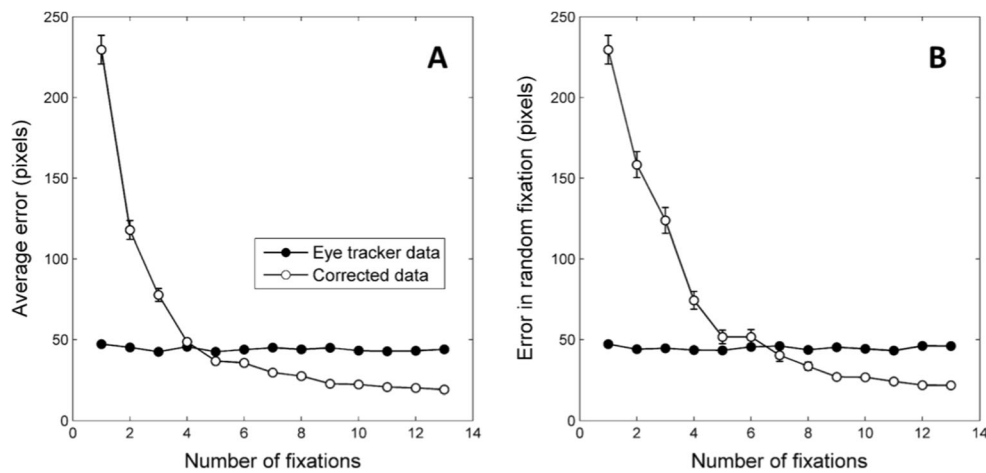 A
Average error (pixels)
250
200
150
100
50
0
Eye tracker data
Corrected data
0 2 4 6 8 10 12 14
Number of fixations
B
Error in random fixation (pixels)
250
200
150
100
50
0
0 2 4 6 8 10 12 14
Number of fixations